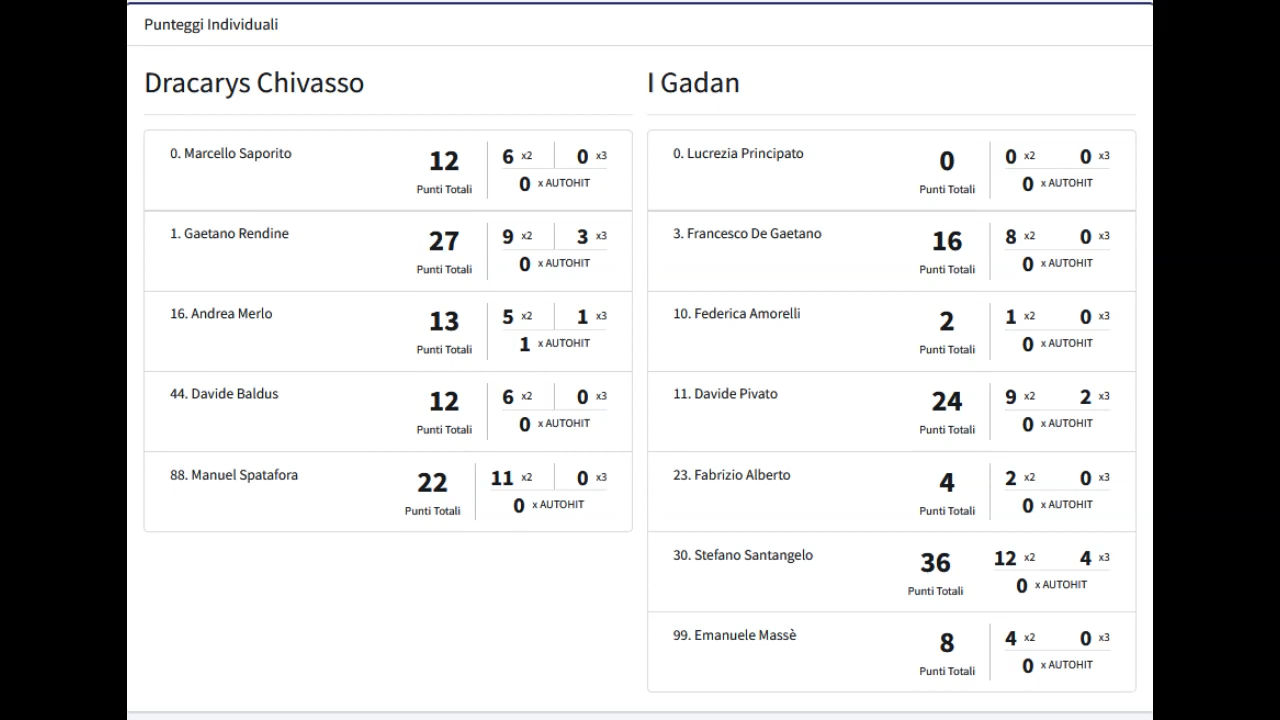 Punteggi Individuali
Dracarys Chivasso
0. Marcello Saporito
12
Punti Totali
6 x2 0 x3
0 x AUTOHIT
1. Gaetano Rendine
27
Punti Totali
9 x2 3 x3
0 x AUTOHIT
16. Andrea Merlo
13
Punti Totali
5 x2 1 x3
1 x AUTOHIT
44. Davide Baldus
12
Punti Totali
6 x2 0 x3
0 x AUTOHIT
88. Manuel Spatafora
22
Punti Totali
11 x2 0 x3
0 x AUTOHIT
I Gadan
0. Lucrezia Principato
0
Punti Totali
0 x2 0 x3
0 x AUTOHIT
3. Francesco De Gaetano
16
Punti Totali
8 x2 0 x3
0 x AUTOHIT
10. Federica Amorelli
2
Punti Totali
1 x2 0 x3
0 x AUTOHIT
11. Davide Pivato
24
Punti Totali
9 x2 2 x3
0 x AUTOHIT
23. Fabrizio Alberto
4
Punti Totali
2 x2 0 x3
0 x AUTOHIT
30. Stefano Santangelo
36
Punti Totali
12 x2 4 x3
0 x AUTOHIT
99. Emanuele Massè
8
Punti Totali
4 x2 0 x3
0 x AUTOHIT